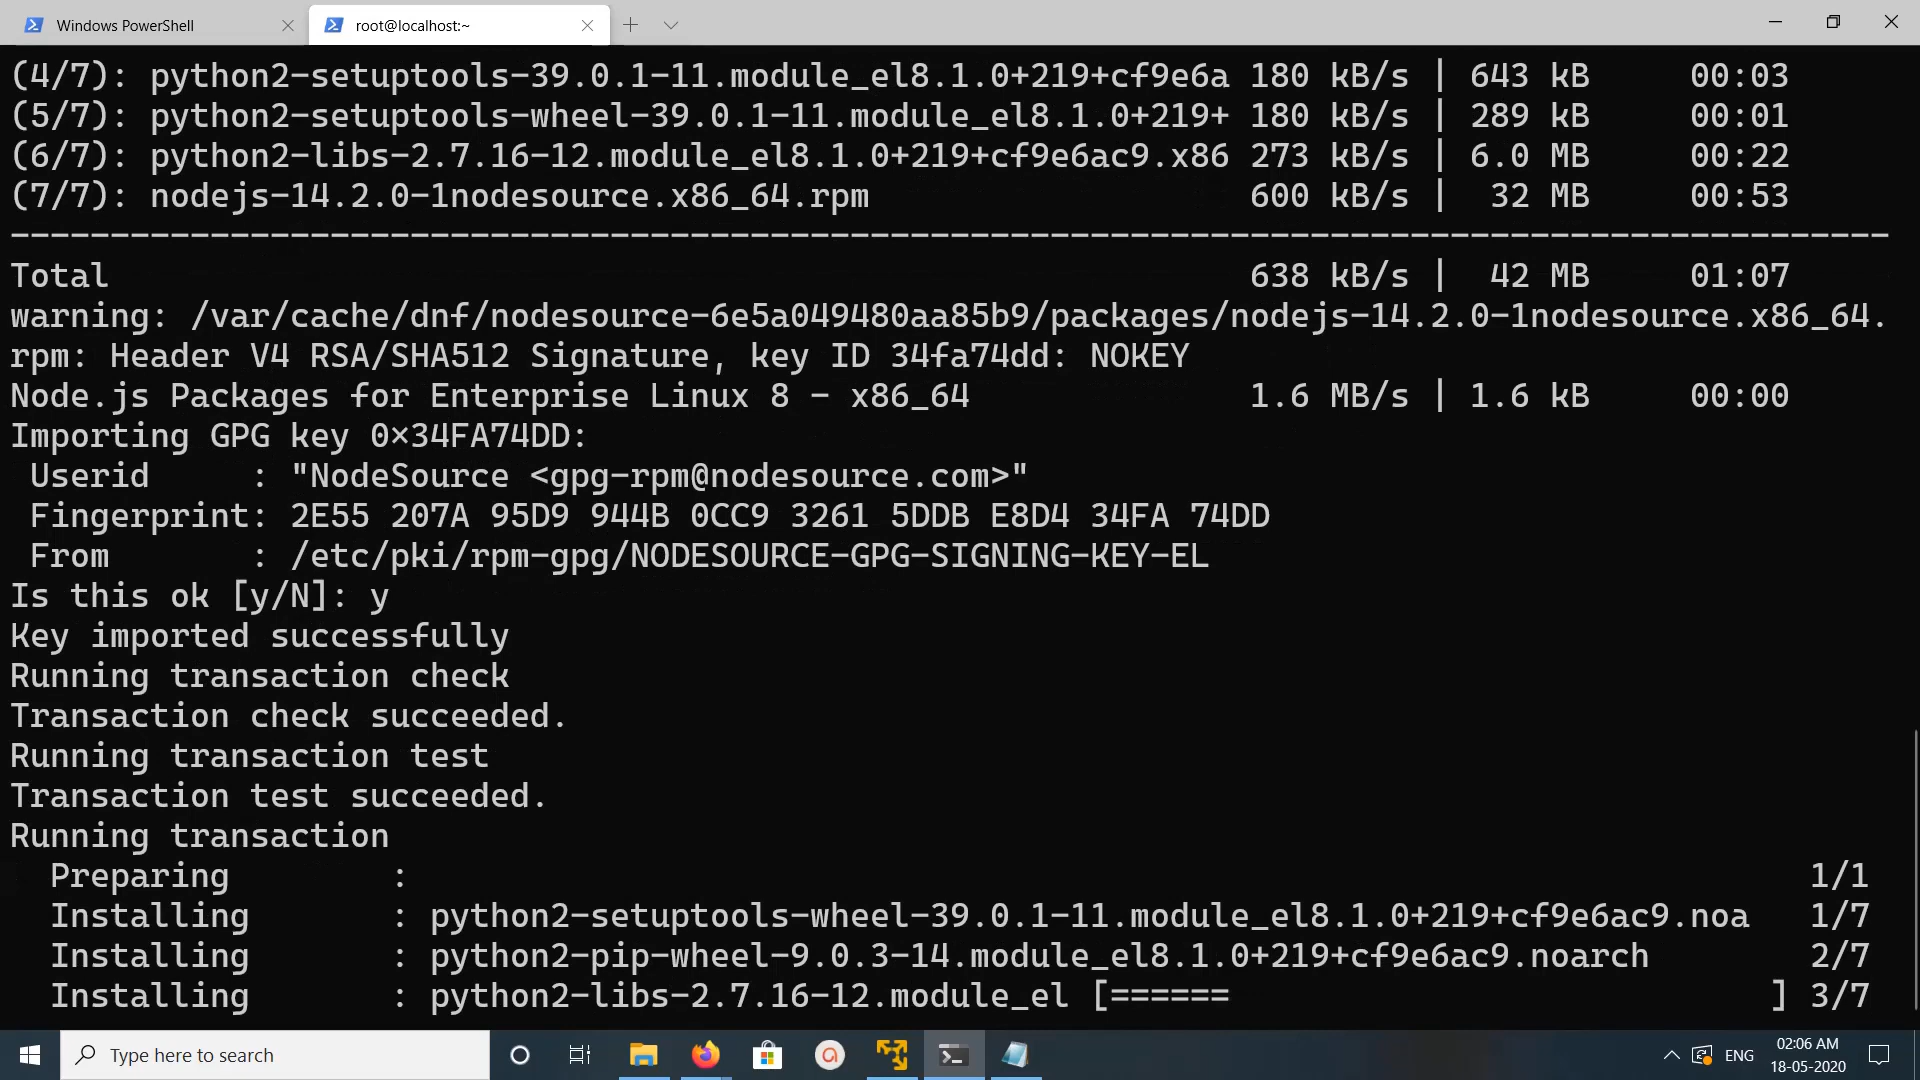 Windows PowerShell
root@localhost:~
(4/7): python2-setuptools-39.0.1-11.module_el8.1.0+219+cf9e6a 180 kB/s | 643 kB     00:03
(5/7): python2-setuptools-wheel-39.0.1-11.module_el8.1.0+219+ 180 kB/s | 289 kB     00:01
(6/7): python2-libs-2.7.16-12.module_el8.1.0+219+cf9e6ac9.x86 273 kB/s | 6.0 MB     00:22
(7/7): nodejs-14.2.0-1nodesource.x86_64.rpm                   600 kB/s |  32 MB     00:53
----------------------------------------------------------------------------------------------
Total                                                         638 kB/s |  42 MB     01:07
warning: /var/cache/dnf/nodesource-6e5a049480aa85b9/packages/nodejs-14.2.0-1nodesource.x86_64.
rpm: Header V4 RSA/SHA512 Signature, key ID 34fa74dd: NOKEY
Node.js Packages for Enterprise Linux 8 - x86_64              1.6 MB/s | 1.6 kB     00:00
Importing GPG key 0×34FA74DD:
 Userid     : "NodeSource <gpg-rpm@nodesource.com>"
 Fingerprint: 2E55 207A 95D9 944B 0CC9 3261 5DDB E8D4 34FA 74DD
 From       : /etc/pki/rpm-gpg/NODESOURCE-GPG-SIGNING-KEY-EL
Is this ok [y/N]: y
Key imported successfully
Running transaction check
Transaction check succeeded.
Running transaction test
Transaction test succeeded.
Running transaction
  Preparing        :                                                                      1/1
  Installing       : python2-setuptools-wheel-39.0.1-11.module_el8.1.0+219+cf9e6ac9.noa   1/7
  Installing       : python2-pip-wheel-9.0.3-14.module_el8.1.0+219+cf9e6ac9.noarch        2/7
  Installing       : python2-libs-2.7.16-12.module_el [======                           ] 3/7
Type here to search
ENG
02:06 AM
18-05-2020